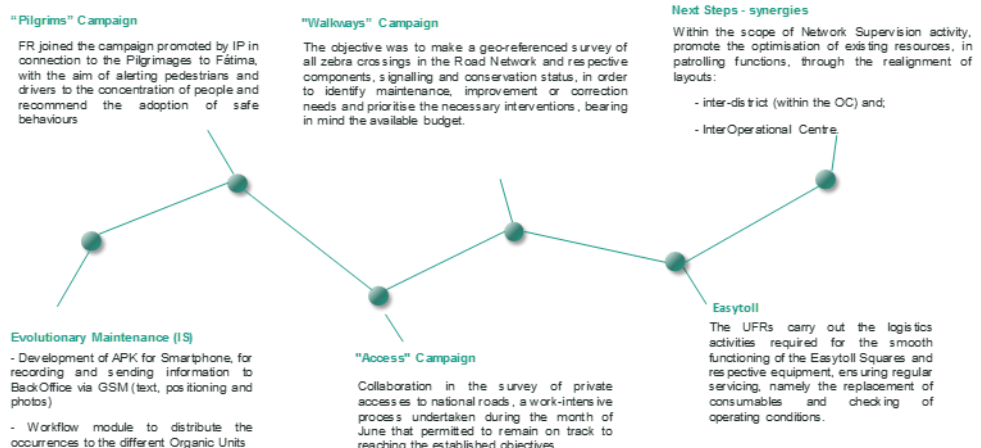 “Pilgrims” Campaign
FR joined the campaign promoted by IP in
connection to the Pilgrimages to Fátima,
with the aim of alerting pedestrians and
drivers to the concentration of people and
recommend the adoption of safe
behaviours
"Walkways" Campaign
The objective was to make a geo-referenced survey of
all zebra crossings in the Road Network and respective
components, signalling and conservation status, in order
to identify maintenance, improvement or correction
needs and prioritise the necessary interventions, bearing
in mind the available budget.
Next Steps - synergies
Within the scope of Network Supervision activity,
promote the optimisation of existing resources, in
patrolling functions, through the realignment of
layouts:
- inter-district (within the OC) and;
- InterOperational Centre.
Evolutionary Maintenance (IS)
- Development of APK for Smartphone, for
recording and sending information to
BackOffice via GSM (text, positioning and
photos)
- Workflow module to distribute the
occurrences to the different Organic Units
"Access" Campaign
Collaboration in the survey of private
accesses to national roads, a work-intensive
process undertaken during the month of
June that permitted to remain on track to
reaching the established objectives.
Easytoll
The UFRs carry out the logistics
activities required for the smooth
functioning of the Easytoll Squares and
respective equipment, ensuring regular
servicing, namely the replacement of
consumables and checking of
operating conditions.